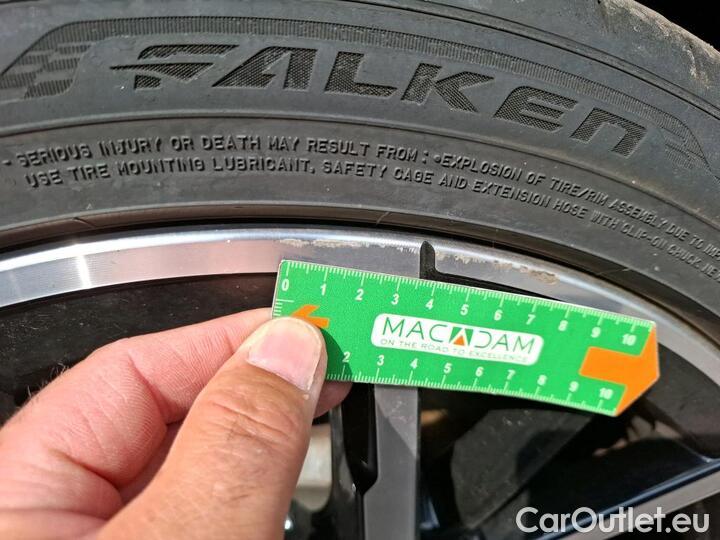 FALKEN
- SERIOUS INJURY OR DEATH MAY RESULT FROM : •EXPLOSION OF TIRE/RIM ASSEMBLY DUE TO
USE TIRE MOUNTING LUBRICANT, SAFETY CAGE AND EXTENSION HOSE WITH CLIP-ON CHUCK
0 1 2 3 4 5 6 7 8 9 10
MACADAM
ON THE ROAD TO EXCELLENCE
2 3 4 5 6 7 8 9 10
CarOutlet.eu